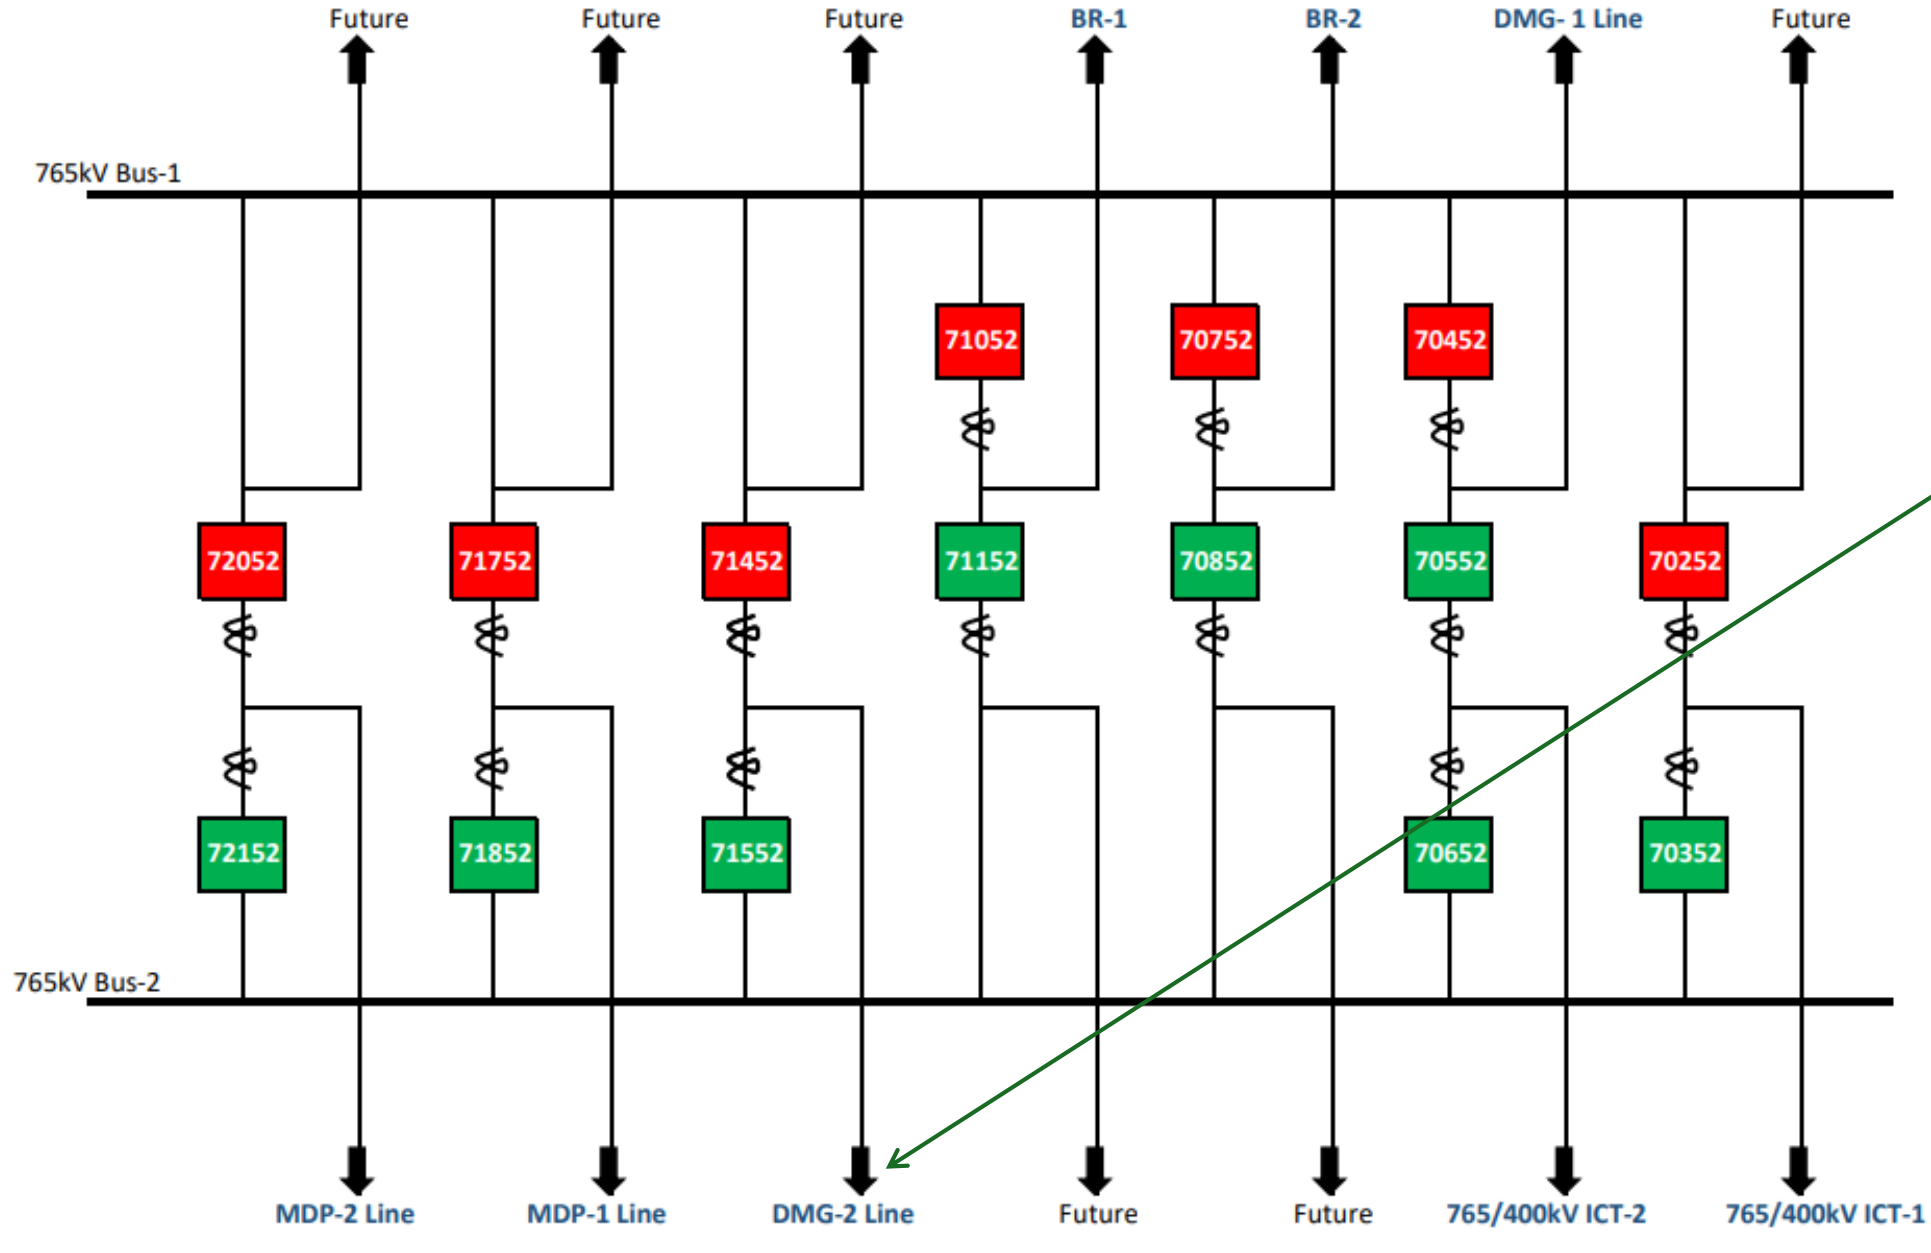 Future Future Future BR-1 BR-2 DMG- 1 Line Future
765kV Bus-1
71052 70752 70452
72052 71752 71452 71152 70852 70552 70252
72152 71852 71552 70652 70352
765kV Bus-2
MDP-2 Line MDP-1 Line DMG-2 Line Future Future 765/400kV ICT-2 765/400kV ICT-1